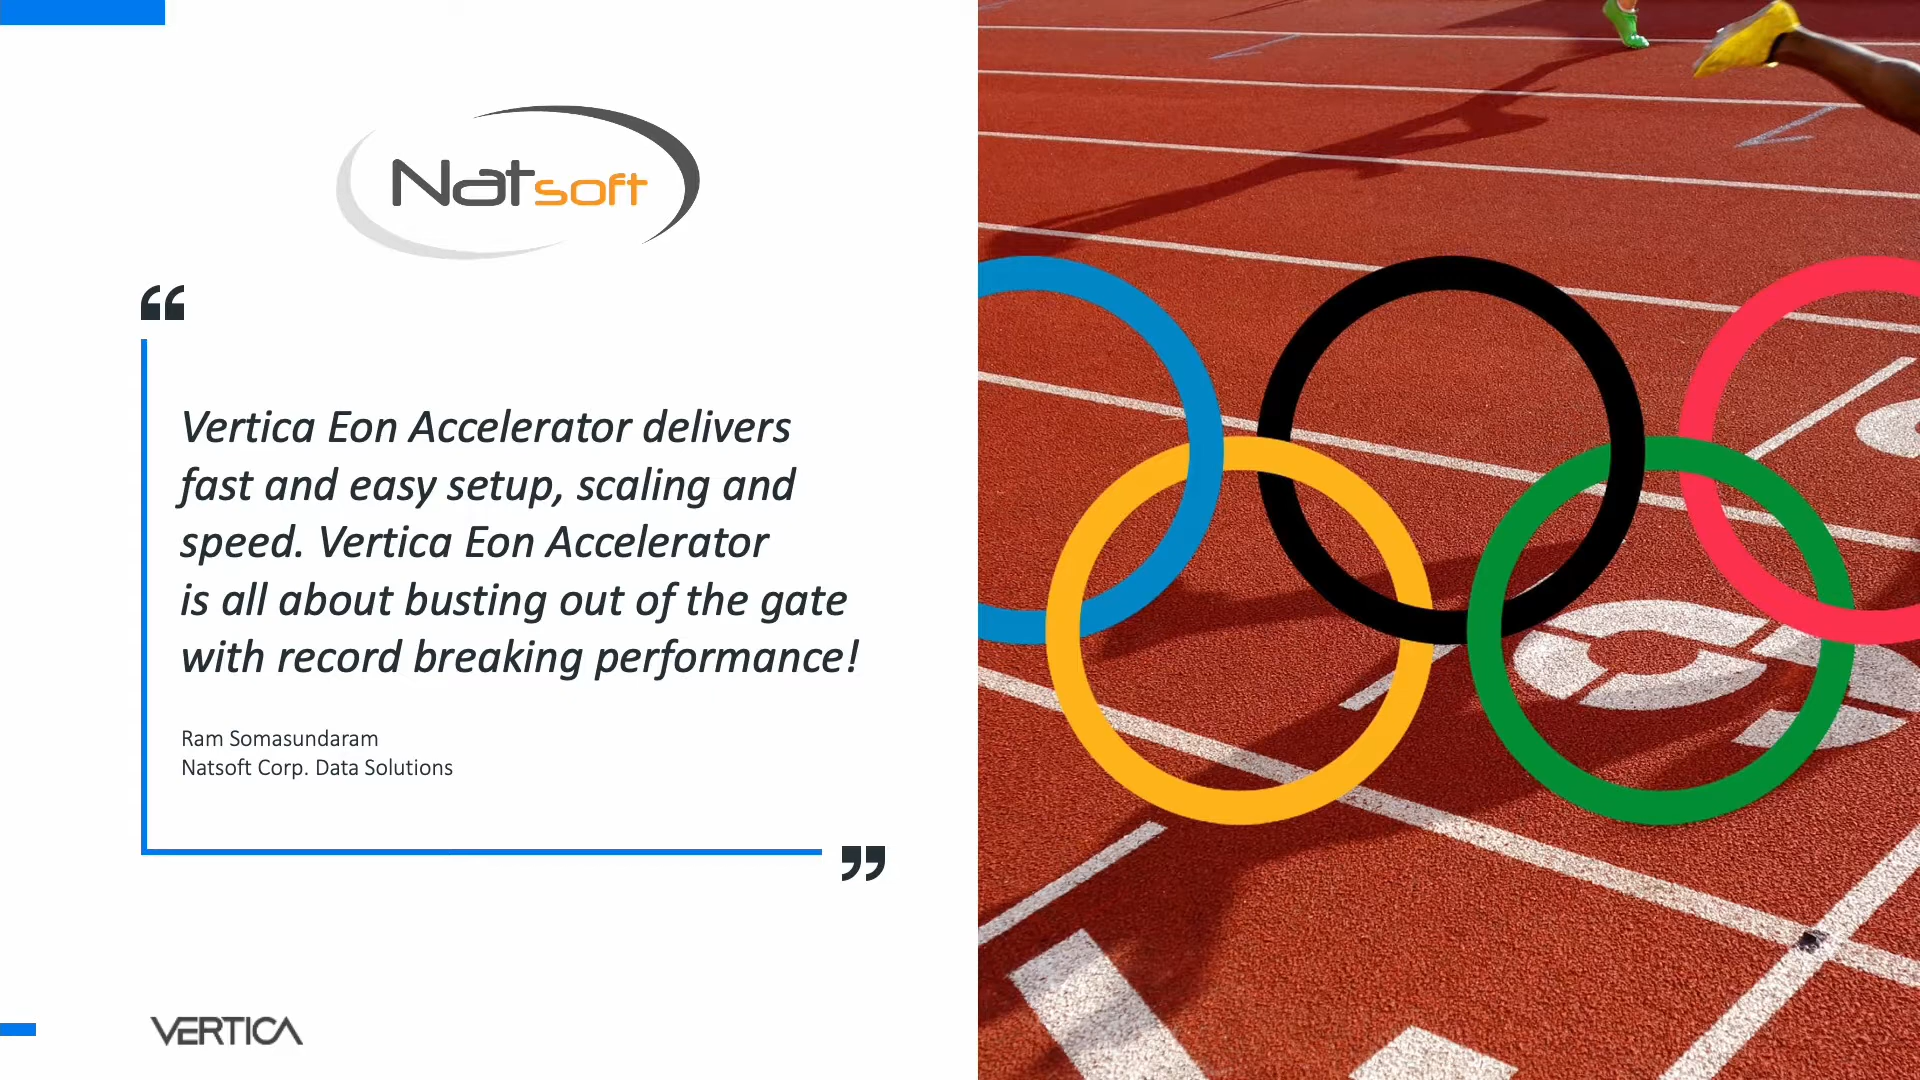 Natsoft
“
Vertica Eon Accelerator delivers
fast and easy setup, scaling and
speed. Vertica Eon Accelerator
is all about busting out of the gate
with record breaking performance!
Ram Somasundaram
Natsoft Corp. Data Solutions
”
VERTICA